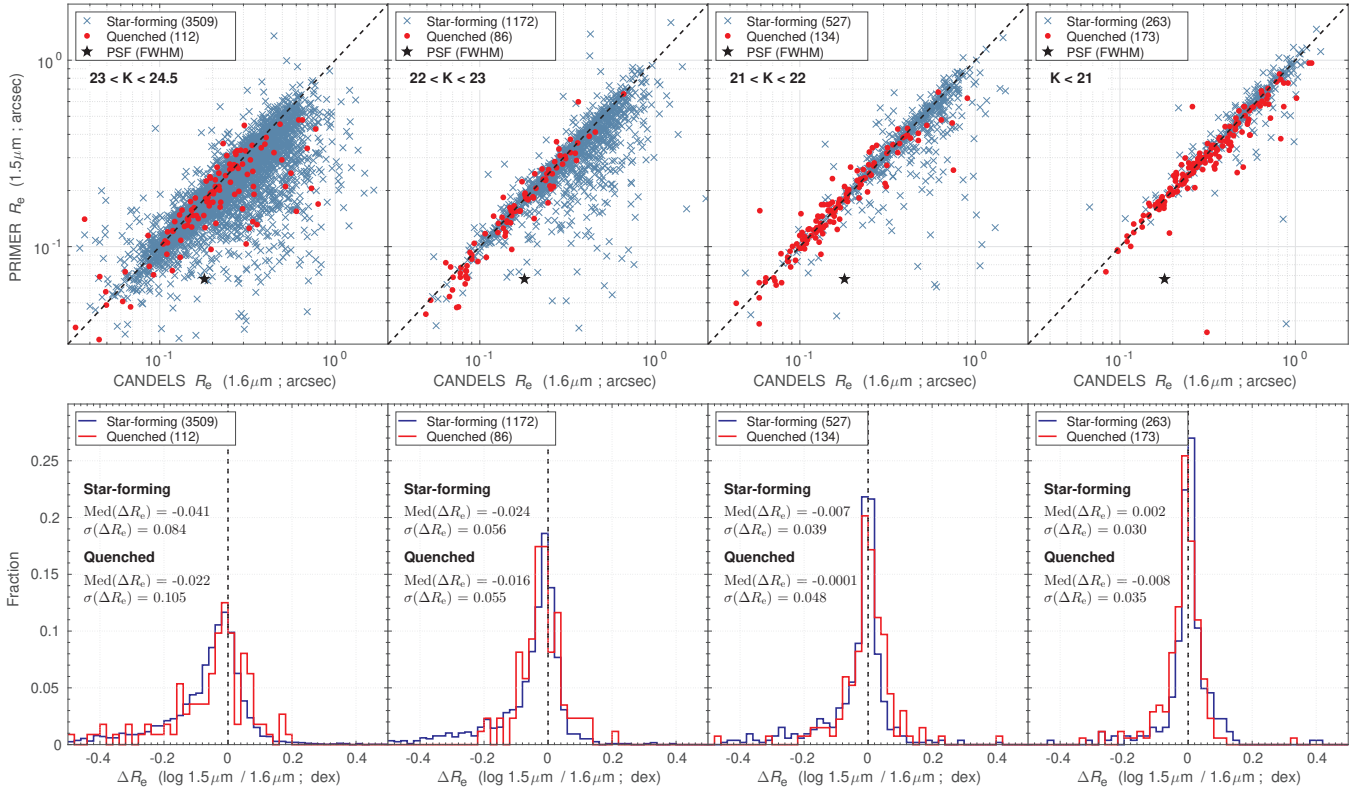 Star-forming (3509)
Quenched (112)
PSF (FWHM)
23 < K < 24.5
Star-forming (1172)
Quenched (86)
PSF (FWHM)
22 < K < 23
Star-forming (527)
Quenched (134)
PSF (FWHM)
21 < K < 22
Star-forming (263)
Quenched (173)
PSF (FWHM)
K < 21
PRIMER Re (1.5μm ; arcsec)
10^0
10^-1
10^-1 10^0
10^-1 10^0
10^-1 10^0
10^-1 10^0
CANDELS Re (1.6μm ; arcsec)
CANDELS Re (1.6μm ; arcsec)
CANDELS Re (1.6μm ; arcsec)
CANDELS Re (1.6μm ; arcsec)
Star-forming (3509)
Quenched (112)
Star-forming
Med(ΔRe) = -0.041
σ(ΔRe) = 0.084
Quenched
Med(ΔRe) = -0.022
σ(ΔRe) = 0.105
Star-forming (1172)
Quenched (86)
Star-forming
Med(ΔRe) = -0.024
σ(ΔRe) = 0.056
Quenched
Med(ΔRe) = -0.016
σ(ΔRe) = 0.055
Star-forming (527)
Quenched (134)
Star-forming
Med(ΔRe) = -0.007
σ(ΔRe) = 0.039
Quenched
Med(ΔRe) = -0.0001
σ(ΔRe) = 0.048
Star-forming (263)
Quenched (173)
Star-forming
Med(ΔRe) = 0.002
σ(ΔRe) = 0.030
Quenched
Med(ΔRe) = -0.008
σ(ΔRe) = 0.035
Fraction
0.25
0.2
0.15
0.1
0.05
0
-0.4 -0.2 0 0.2 0.4
-0.4 -0.2 0 0.2 0.4
-0.4 -0.2 0 0.2 0.4
-0.4 -0.2 0 0.2 0.4
ΔRe (log 1.5μm / 1.6μm ; dex)
ΔRe (log 1.5μm / 1.6μm ; dex)
ΔRe (log 1.5μm / 1.6μm ; dex)
ΔRe (log 1.5μm / 1.6μm ; dex)